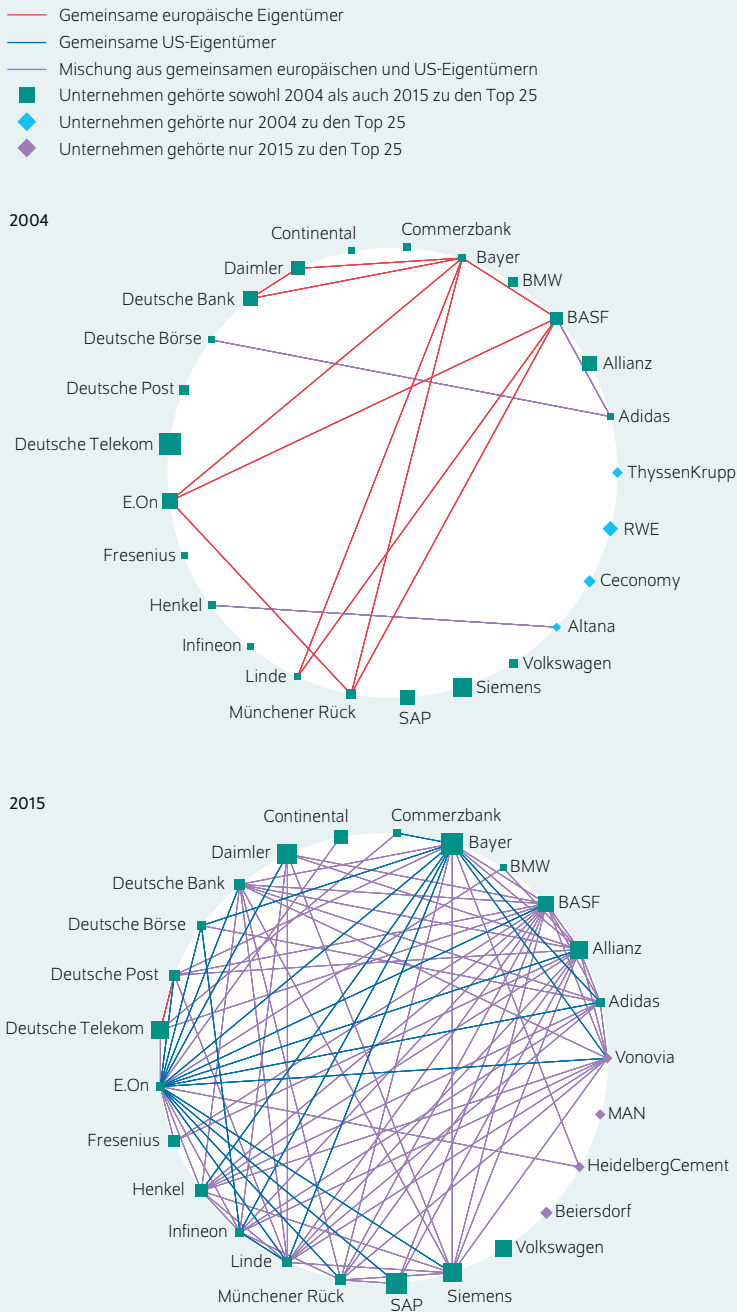 Gemeinsame europäische Eigentümer
Gemeinsame US-Eigentümer
Mischung aus gemeinsamen europäischen und US-Eigentümern
Unternehmen gehörte sowohl 2004 als auch 2015 zu den Top 25
Unternehmen gehörte nur 2004 zu den Top 25
Unternehmen gehörte nur 2015 zu den Top 25
2004
Commerzbank
Continental
Bayer
Daimler
BMW
Deutsche Bank
BASF
Deutsche Börse
Allianz
Deutsche Post
Adidas
Deutsche Telekom
ThyssenKrupp
E.On
RWE
Fresenius
Ceconomy
Henkel
Altana
Infineon
Volkswagen
Linde
Siemens
Münchener Rück
SAP
2015
Commerzbank
Continental
Bayer
Daimler
BMW
Deutsche Bank
BASF
Deutsche Börse
Allianz
Deutsche Post
Adidas
Deutsche Telekom
Vonovia
E.On
MAN
Fresenius
HeidelbergCement
Henkel
Beiersdorf
Infineon
Volkswagen
Linde
Münchener Rück
Siemens
SAP